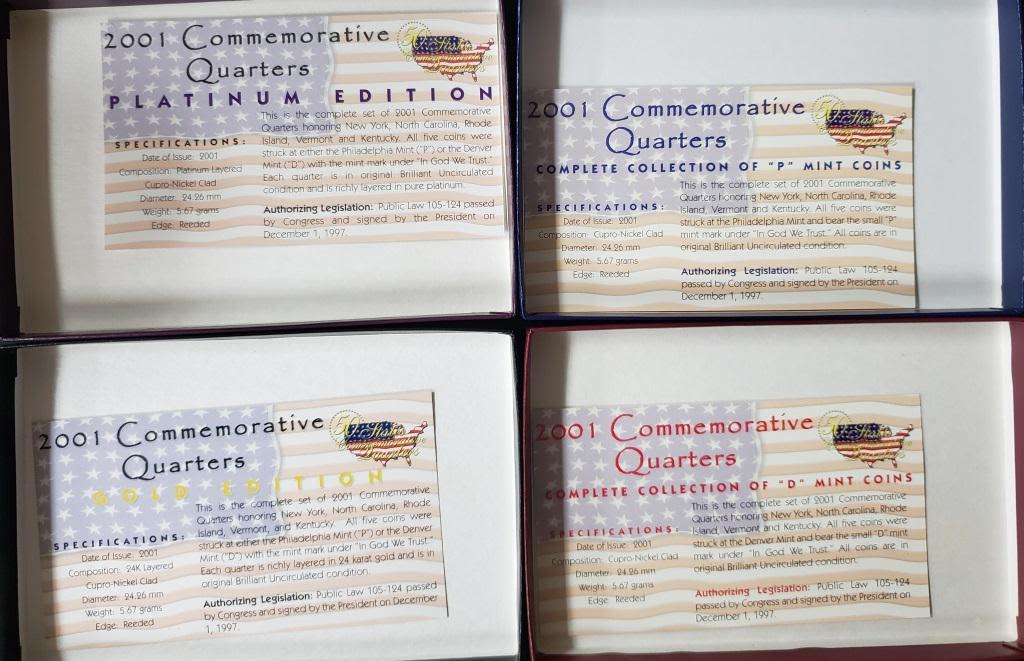 2001 Commemorative
Quarters
50 State
Commemorative
Quarters
PLATINUM EDITION
SPECIFICATIONS:
Date of Issue: 2001
Composition: Platinum Layered
Cupro-Nickel Clad
Diameter: 24.26 mm
Weight: 5.67 grams
Edge: Reeded
This is the complete set of 2001 Commemorative
Quarters honoring New York, North Carolina, Rhode
Island, Vermont and Kentucky. All five coins were
struck at either the Philadelphia Mint ("P") or the Denver
Mint ("D") with the mint mark under "In God We Trust."
Each quarter is in original Brilliant Uncirculated
condition and is richly layered in pure platinum.
Authorizing Legislation: Public Law 105-124 passed
by Congress and signed by the President on
December 1, 1997.
2001 Commemorative
Quarters
50 State
Commemorative
Quarters
COMPLETE COLLECTION OF "P" MINT COINS
SPECIFICATIONS:
Date of Issue: 2001
Composition: Cupro-Nickel Clad
Diameter: 24.26 mm
Weight: 5.67 grams
Edge: Reeded
This is the complete set of 2001 Commemorative
Quarters honoring New York, North Carolina, Rhode
Island, Vermont and Kentucky. All five coins were
struck at the Philadelphia Mint and bear the small "P"
mint mark under "In God We Trust." All coins are in
original Brilliant Uncirculated condition.
Authorizing Legislation: Public Law 105-124
passed by Congress and signed by the President on
December 1, 1997.
2001 Commemorative
Quarters
50 State
Commemorative
Quarters
GOLD EDITION
SPECIFICATIONS:
Date of Issue: 2001
Composition: 24K Layered
Cupro-Nickel Clad
Diameter: 24.26 mm
Weight: 5.67 grams
Edge: Reeded
This is the complete set of 2001 Commemorative
Quarters honoring New York, North Carolina, Rhode
Island, Vermont, and Kentucky. All five coins were
struck at either the Philadelphia Mint ("P") or the Denver
Mint ("D") with the mint mark under "In God We Trust."
Each quarter is richly layered in 24 karat gold and is in
original Brilliant Uncirculated condition.
Authorizing Legislation: Public Law 105-124 passed
by Congress and signed by the President on December
1, 1997.
2001 Commemorative
Quarters
50 State
Commemorative
Quarters
COMPLETE COLLECTION OF "D" MINT COINS
SPECIFICATIONS:
Date of Issue: 2001
Composition: Cupro-Nickel Clad
Diameter: 24.26 mm
Weight: 5.67 grams
Edge: Reeded
This is the complete set of 2001 Commemorative
Quarters honoring New York, North Carolina, Rhode
Island, Vermont and Kentucky. All five coins were
struck at the Denver Mint and bear the small "D" mint
mark under "In God We Trust." All coins are in
original Brilliant Uncirculated condition.
Authorizing Legislation: Public Law 105-124
passed by Congress and signed by the President on
December 1, 1997.